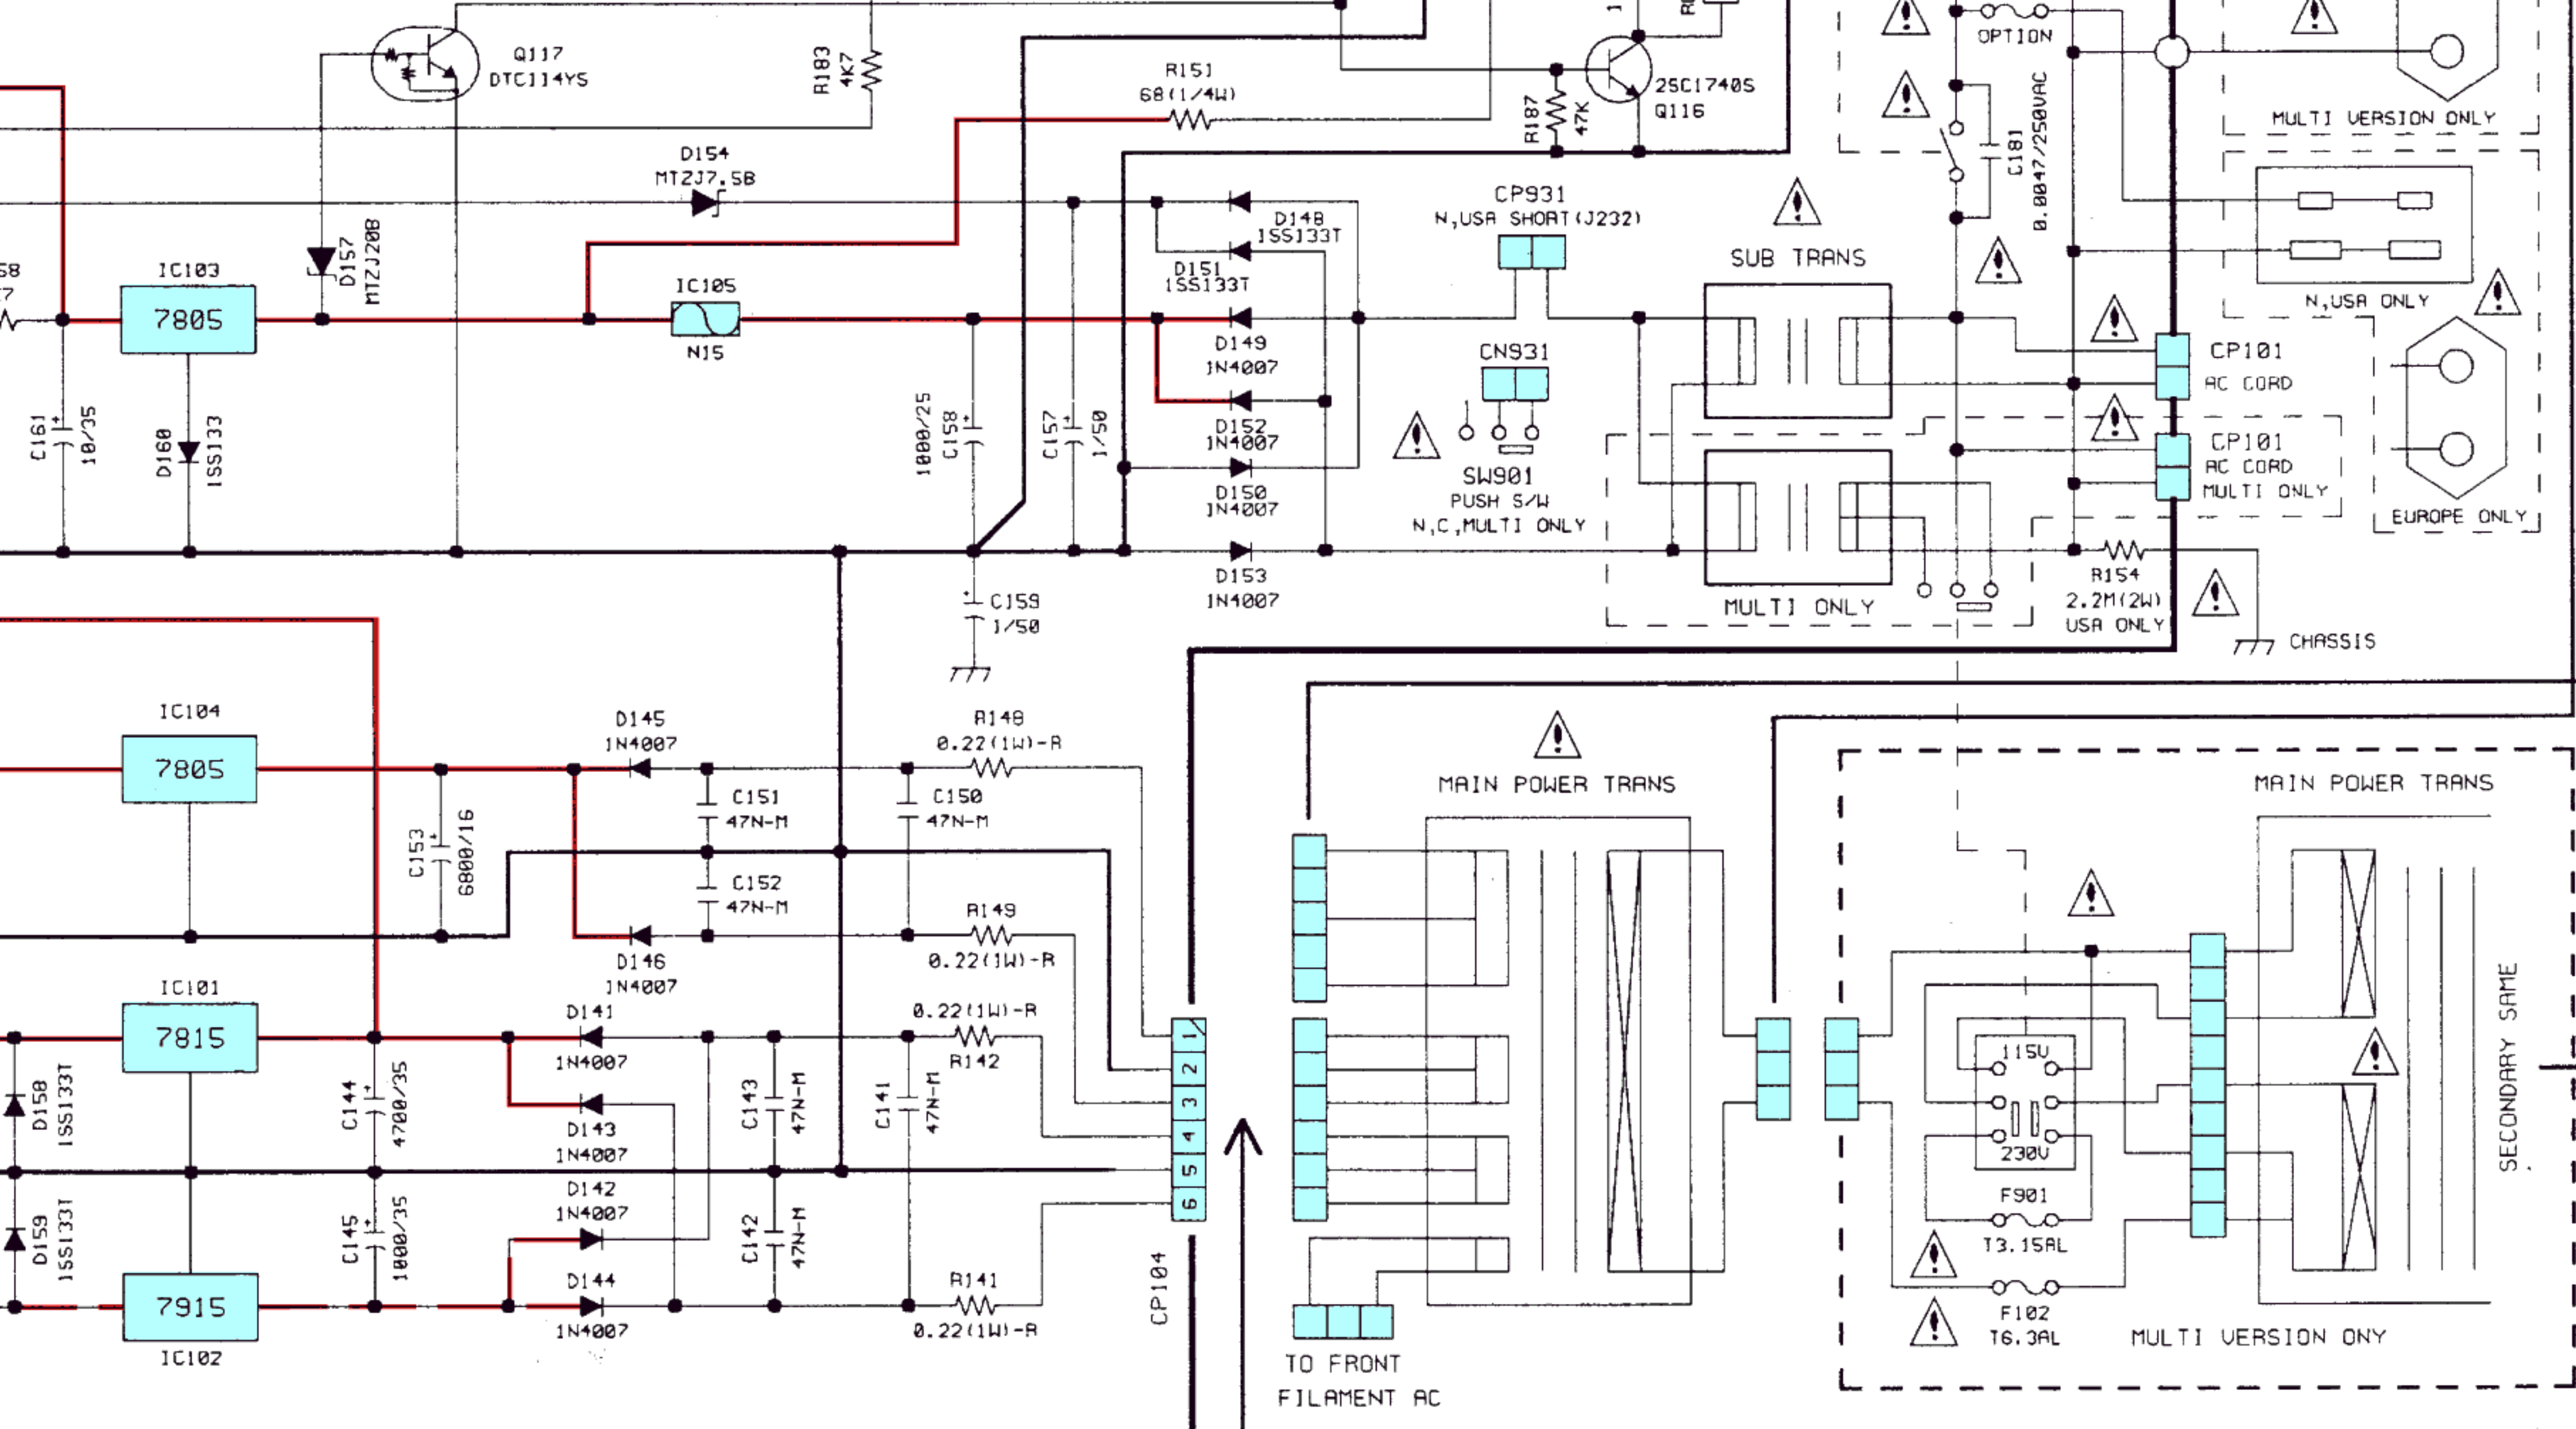 Q117
DTC114YS
R183
4K7
R151
68(1/4W)
R187
47K
2SC1740S
Q116
OPTION
C181
0.0047/250VAC
MULTI VERSION ONLY
D154
MTZJ7.5B
CP931
N,USA SHORT(J232)
D148
1SS133T
D151
1SS133T
D157
MTZJ20B
IC103
7805
IC105
N15
SUB TRANS
N,USA ONLY
D149
1N4007
CN931
CP101
AC CORD
C161
10/35
D160
1SS133
1000/25
C158
C157
1/50
D152
1N4007
D150
1N4007
SW901
PUSH S/W
N,C,MULTI ONLY
CP101
AC CORD
MULTI ONLY
EUROPE ONLY
D153
1N4007
C159
1/50
MULTI ONLY
R154
2.2M(2W)
USA ONLY
CHASSIS
IC104
7805
D145
1N4007
R148
0.22(1W)-R
C151
47N-M
C150
47N-M
C153
6800/16
C152
47N-M
R149
0.22(1W)-R
D146
1N4007
MAIN POWER TRANS
MAIN POWER TRANS
IC101
7815
D141
1N4007
0.22(1W)-R
R142
D158
1SS133T
C144
4700/35
D143
1N4007
C143
47N-M
C141
47N-M
1
2
3
4
5
6
115V
230V
SECONDARY SAME
D142
1N4007
D159
1SS133T
C145
1000/35
C142
47N-M
F901
T3.15AL
7915
IC102
D144
1N4007
R141
0.22(1W)-R
CP104
F102
T6.3AL
MULTI VERSION ONY
TO FRONT
FILAMENT AC